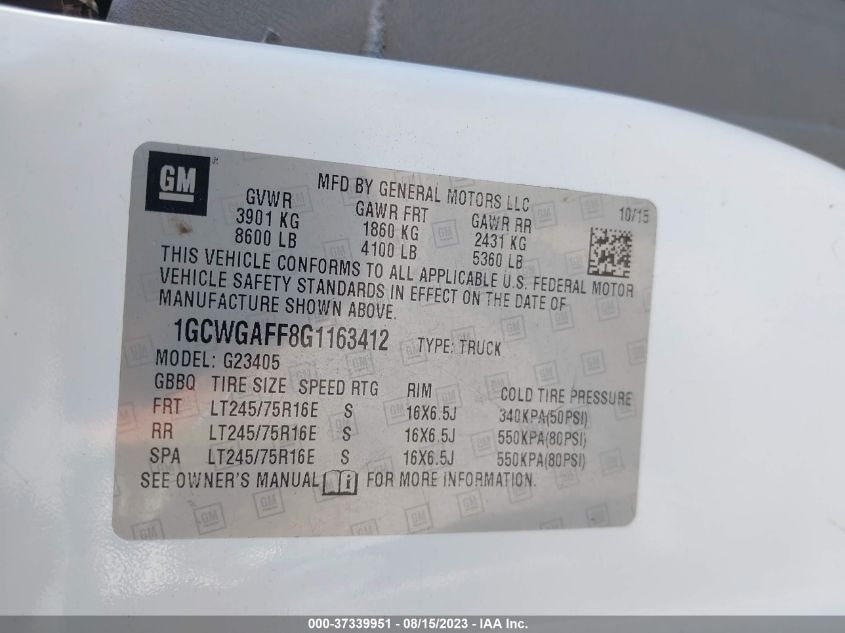 GM
MFD BY GENERAL MOTORS LLC
10/15
GVWR GAWR FRT GAWR RR
3901 KG 1860 KG 2431 KG
8600 LB 4100 LB 5360 LB
THIS VEHICLE CONFORMS TO ALL APPLICABLE U.S. FEDERAL MOTOR
VEHICLE SAFETY STANDARDS IN EFFECT ON THE DATE OF
MANUFACTURE SHOWN ABOVE.
1GCWGAFF8G1163412 TYPE: TRUCK
MODEL: G23405
GBBQ TIRE SIZE SPEED RTG RIM COLD TIRE PRESSURE
FRT LT245/75R16E S 16X6.5J 340KPA(50PSI)
RR LT245/75R16E S 16X6.5J 550KPA(80PSI)
SPA LT245/75R16E S 16X6.5J 550KPA(80PSI)
SEE OWNER'S MANUAL i FOR MORE INFORMATION.
000-37339951 - 08/15/2023 - IAA Inc.